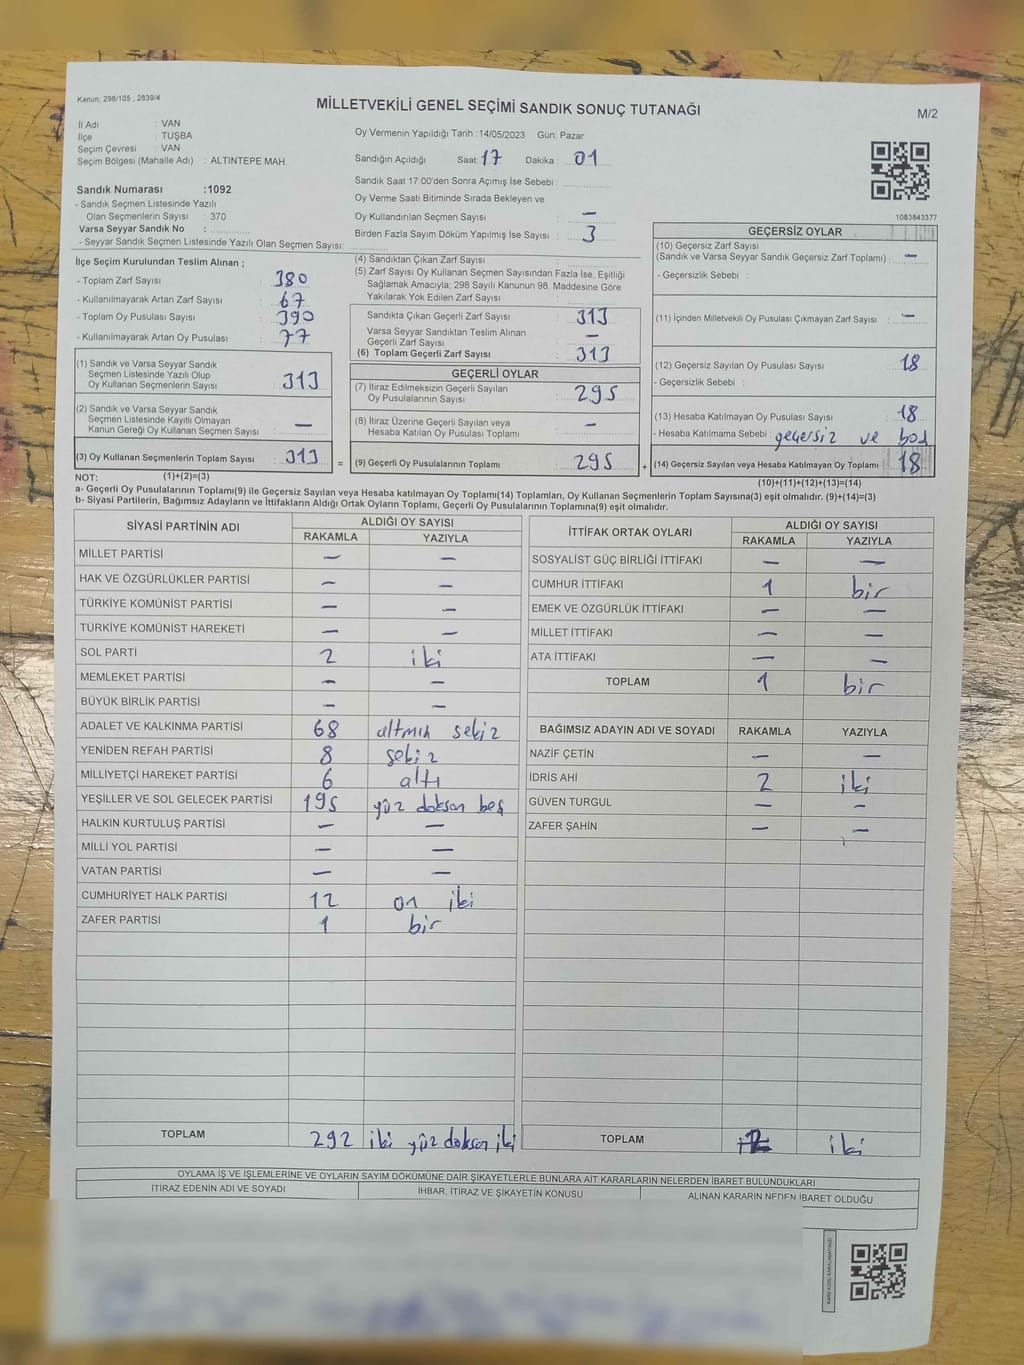 Kanun: 298/105 , 2839/4
MİLLETVEKİLİ GENEL SEÇİMİ SANDIK SONUÇ TUTANAĞI
M/2
İl Adı : VAN
İlçe : TUŞBA
Seçim Çevresi : VAN
Seçim Bölgesi (Mahalle Adı) : ALTINTEPE MAH.
Sandık Numarası :1092
- Sandık Seçmen Listesinde Yazılı
Olan Seçmenlerin Sayısı : 370
Varsa Seyyar Sandık No :
- Seyyar Sandık Seçmen Listesinde Yazılı Olan Seçmen Sayısı:
Oy Vermenin Yapıldığı Tarih :14/05/2023 Gün: Pazar
Sandığın Açıldığı Saat: 17 Dakika : 01
Sandık Saat 17:00'den Sonra Açımış İse Sebebi :
Oy Verme Saati Bitiminde Sırada Bekleyen ve
Oy Kullandırılan Seçmen Sayısı : —
Birden Fazla Sayım Döküm Yapılmış İse Sayısı : 3
1083843377
İlçe Seçim Kurulundan Teslim Alınan ;
- Toplam Zarf Sayısı : 380
- Kullanılmayarak Artan Zarf Sayısı : 67
- Toplam Oy Pusulası Sayısı : 390
- Kullanılmayarak Artan Oy Pusulası : 77
(1) Sandık ve Varsa Seyyar Sandık
Seçmen Listesinde Yazılı Olup
Oy Kullanan Seçmenlerin Sayısı : 313
(2) Sandık ve Varsa Seyyar Sandık
Seçmen Listesinde Kayıtlı Olmayan
Kanun Gereği Oy Kullanan Seçmen Sayısı : —
(3) Oy Kullanan Seçmenlerin Toplam Sayısı : 313
(4) Sandıktan Çıkan Zarf Sayısı :
(5) Zarf Sayısı Oy Kullanan Seçmen Sayısından Fazla İse, Eşitliği
Sağlamak Amacıyla; 298 Sayılı Kanunun 98. Maddesine Göre
Yakılarak Yok Edilen Zarf Sayısı :
Sandıkta Çıkan Geçerli Zarf Sayısı : 313
Varsa Seyyar Sandıktan Teslim Alınan
Geçerli Zarf Sayısı : —
(6) Toplam Geçerli Zarf Sayısı : 313
GEÇERLİ OYLAR
(7) İtiraz Edilmeksizin Geçerli Sayılan
Oy Pusulalarının Sayısı : 295
(8) İtiraz Üzerine Geçerli Sayılan veya
Hesaba Katılan Oy Pusulası Toplamı : —
= (9) Geçerli Oy Pusulalarının Toplamı : 295
GEÇERSİZ OYLAR
(10) Geçersiz Zarf Sayısı
(Sandık ve Varsa Seyyar Sandık Geçersiz Zarf Toplamı) : —
- Geçersizlik Sebebi :
(11) İçinden Milletvekili Oy Pusulası Çıkmayan Zarf Sayısı : —
(12) Geçersiz Sayılan Oy Pusulası Sayısı : 18
- Geçersizlik Sebebi :
(13) Hesaba Katılmayan Oy Pusulası Sayısı : 18
- Hesaba Katılmama Sebebi : geçersiz ve boş
+ (14) Geçersiz Sayılan veya Hesaba Katılmayan Oy Toplamı : 18
NOT: (1)+(2)=(3)
(10)+(11)+(12)+(13)=(14)
a- Geçerli Oy Pusulalarının Toplamı(9) ile Geçersiz Sayılan veya Hesaba katılmayan Oy Toplamı(14) Toplamları, Oy Kullanan Seçmenlerin Toplam Sayısına(3) eşit olmalıdır. (9)+(14)=(3)
b- Siyasi Partilerin, Bağımsız Adayların ve İttifakların Aldığı Ortak Oyların Toplamı, Geçerli Oy Pusulalarının Toplamına(9) eşit olmalıdır.
SİYASİ PARTİNİN ADI ALDIĞI OY SAYISI
RAKAMLA YAZIYLA
MİLLET PARTİSİ — —
HAK VE ÖZGÜRLÜKLER PARTİSİ — —
TÜRKİYE KOMÜNİST PARTİSİ — —
TÜRKİYE KOMÜNİST HAREKETİ — —
SOL PARTİ 2 iki
MEMLEKET PARTİSİ — —
BÜYÜK BİRLİK PARTİSİ — —
ADALET VE KALKINMA PARTİSİ 68 altmış sekiz
YENİDEN REFAH PARTİSİ 8 sekiz
MİLLİYETÇİ HAREKET PARTİSİ 6 altı
YEŞİLLER VE SOL GELECEK PARTİSİ 195 yüz doksan beş
HALKIN KURTULUŞ PARTİSİ — —
MİLLİ YOL PARTİSİ — —
VATAN PARTİSİ — —
CUMHURİYET HALK PARTİSİ 12 on iki
ZAFER PARTİSİ 1 bir
TOPLAM 292 iki yüz doksan iki
İTTİFAK ORTAK OYLARI ALDIĞI OY SAYISI
RAKAMLA YAZIYLA
SOSYALİST GÜÇ BİRLİĞİ İTTİFAKI — —
CUMHUR İTTİFAKI 1 bir
EMEK VE ÖZGÜRLÜK İTTİFAKI — —
MİLLET İTTİFAKI — —
ATA İTTİFAKI — —
TOPLAM 1 bir
BAĞIMSIZ ADAYIN ADI VE SOYADI RAKAMLA YAZIYLA
NAZİF ÇETİN — —
İDRİS AHİ 2 iki
GÜVEN TURGUL — —
ZAFER ŞAHİN — —
TOPLAM 2 iki
OYLAMA İŞ VE İŞLEMLERİNE VE OYLARIN SAYIM DÖKÜMÜNE DAİR ŞİKAYETLERLE BUNLARA AİT KARARLARIN NELERDEN İBARET BULUNDUKLARI
İTİRAZ EDENİN ADI VE SOYADI İHBAR, İTİRAZ VE ŞİKAYETİN KONUSU ALINAN KARARIN NEDEN İBARET OLDUĞU